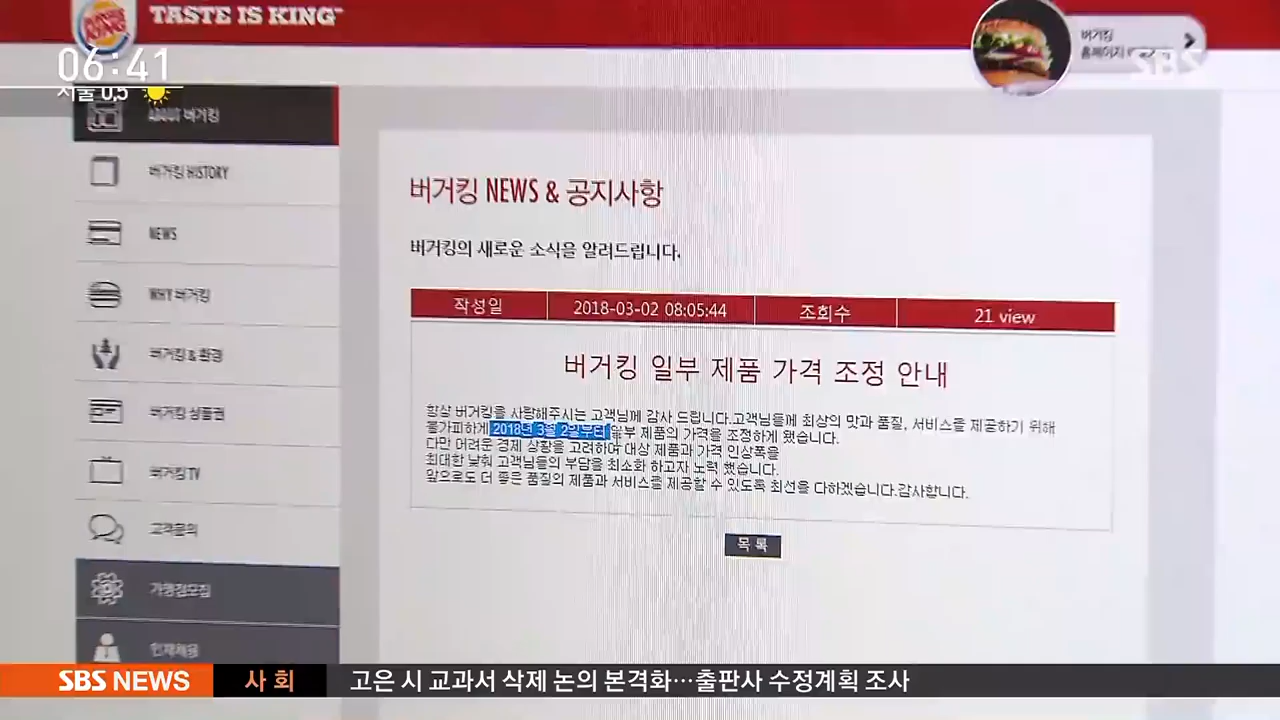 BURGER KING
TASTE IS KING™
버거킹
홈페이지
SBS
06:41
서울 0.5
ABOUT 버거킹
버거킹 HISTORY
NEWS
WHY 버거킹
버거킹 & 환경
버거킹 상품권
버거킹 TV
고객문의
가맹점모집
인재채용
버거킹 NEWS & 공지사항
버거킹의 새로운 소식을 알려드립니다.
작성일 2018-03-02 08:05:44 조회수 21 view
버거킹 일부 제품 가격 조정 안내
항상 버거킹을 사랑해주시는 고객님께 감사 드립니다.고객님들께 최상의 맛과 품질, 서비스를 제공하기 위해
불가피하게 2018년 3월 2일부터 일부 제품의 가격을 조정하게 됐습니다.
다만 어려운 경제 상황을 고려하여 대상 제품과 가격 인상폭을
최대한 낮춰 고객님들의 부담을 최소화 하고자 노력 했습니다.
앞으로도 더 좋은 품질의 제품과 서비스를 제공할 수 있도록 최선을 다하겠습니다.감사합니다.
목록
SBS NEWS 사회 고은 시 교과서 삭제 논의 본격화…출판사 수정계획 조사